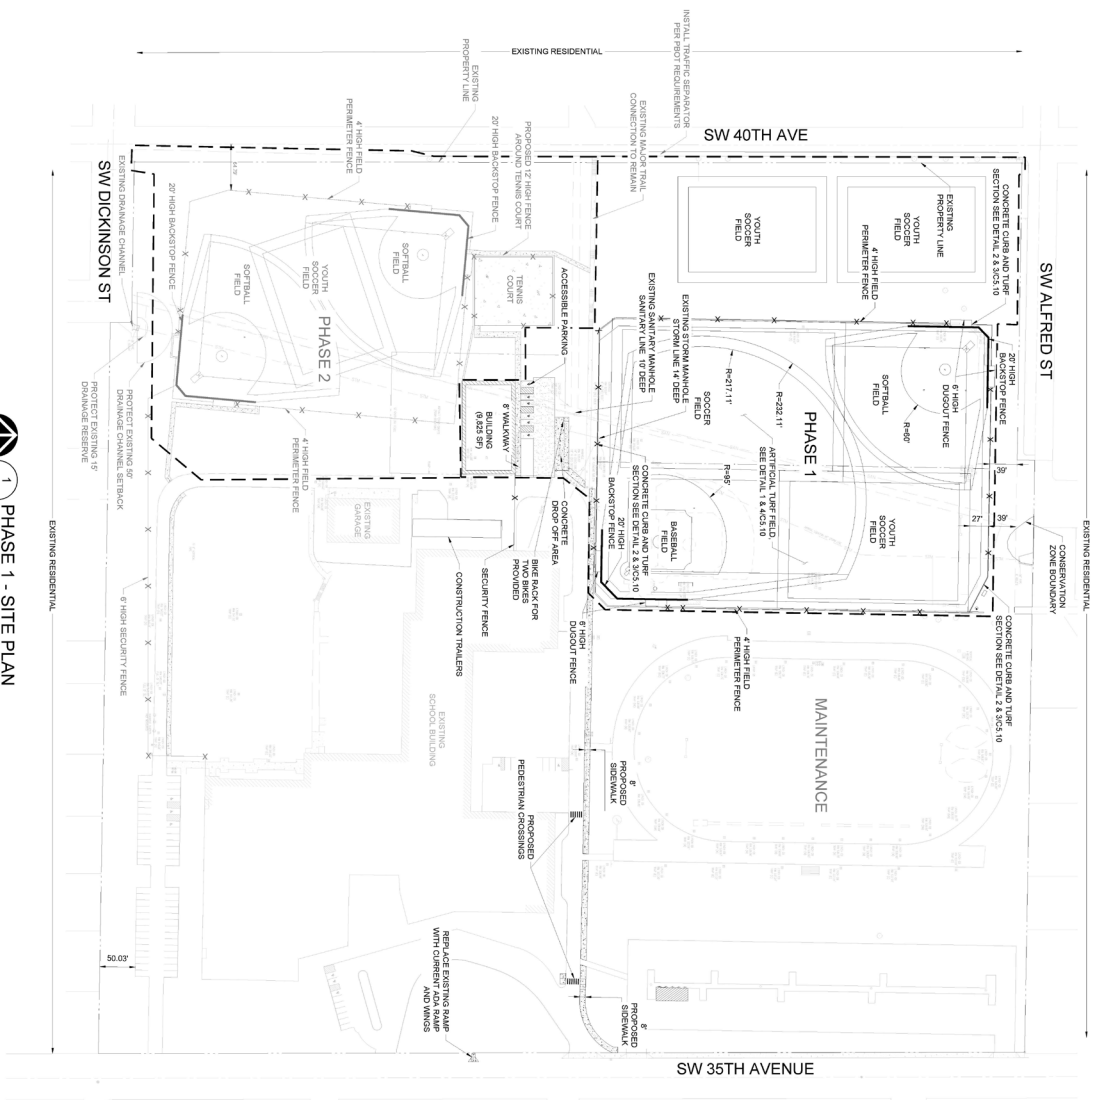 EXISTING RESIDENTIAL
INSTALL TRAFFIC SEPARATOR
PER PBOT REQUIREMENTS
EXISTING
PROPERTY LINE
EXISTING MAJOR TRAIL
CONNECTION TO REMAIN
4' HIGH FIELD
PERIMETER FENCE
20' HIGH BACKSTOP FENCE
PROPOSED 12' HIGH FENCE
AROUND TENNIS COURT
SW 40TH AVE
SW DICKINSON ST
EXISTING DRAINAGE CHANNEL
20' HIGH BACKSTOP FENCE
SOFTBALL
FIELD
YOUTH
SOCCER
FIELD
SOFTBALL
FIELD
PHASE 2
TENNIS
COURT
ACCESSIBLE PARKING
8' WALKWAY
BUILDING
(9,825 SF)
YOUTH
SOCCER
FIELD
YOUTH
SOCCER
FIELD
EXISTING
PROPERTY LINE
CONCRETE CURB AND TURF
SECTION SEE DETAIL 2 & 3/C5.10
SW ALFRED ST
4' HIGH FIELD
PERIMETER FENCE
EXISTING SANITARY MANHOLE
SANITARY LINE 10' DEEP
EXISTING STORM MANHOLE
STORM LINE 14' DEEP
R=217.11'
R=232.11'
SOCCER
FIELD
SOFTBALL
FIELD
R=60'
6' HIGH
DUGOUT FENCE
20' HIGH
BACKSTOP FENCE
PHASE 1
39'
27'
39'
R=95'
ARTIFICIAL TURF FIELD,
SEE DETAIL 1 & 4/C5.10
YOUTH
SOCCER
FIELD
BASEBALL
FIELD
20' HIGH
BACKSTOP FENCE
CONCRETE CURB AND TURF
SECTION SEE DETAIL 2 & 3/C5.10
CONSERVATION
ZONE BOUNDARY
EXISTING RESIDENTIAL
CONCRETE CURB AND TURF
SECTION SEE DETAIL 2 & 3/C5.10
PROTECT EXISTING 15'
DRAINAGE RESERVE
PROTECT EXISTING 50'
DRAINAGE CHANNEL SETBACK
4' HIGH FIELD
PERIMETER FENCE
EXISTING
GARAGE
CONCRETE
DROP OFF AREA
BIKE RACK FOR
TWO BIKES
PROVIDED
SECURITY FENCE
CONSTRUCTION TRAILERS
6' HIGH
DUGOUT FENCE
4' HIGH FIELD
PERIMETER FENCE
EXISTING RESIDENTIAL
6' HIGH SECURITY FENCE
EXISTING
SCHOOL BUILDING
MAINTENANCE
8'
PROPOSED
SIDEWALK
PROPOSED
PEDESTRIAN CROSSINGS
REPLACE EXISTING RAMP
WITH CURRENT ADA RAMP
AND WINGS
50.03'
8'
PROPOSED
SIDEWALK
SW 35TH AVENUE
1
PHASE 1 - SITE PLAN